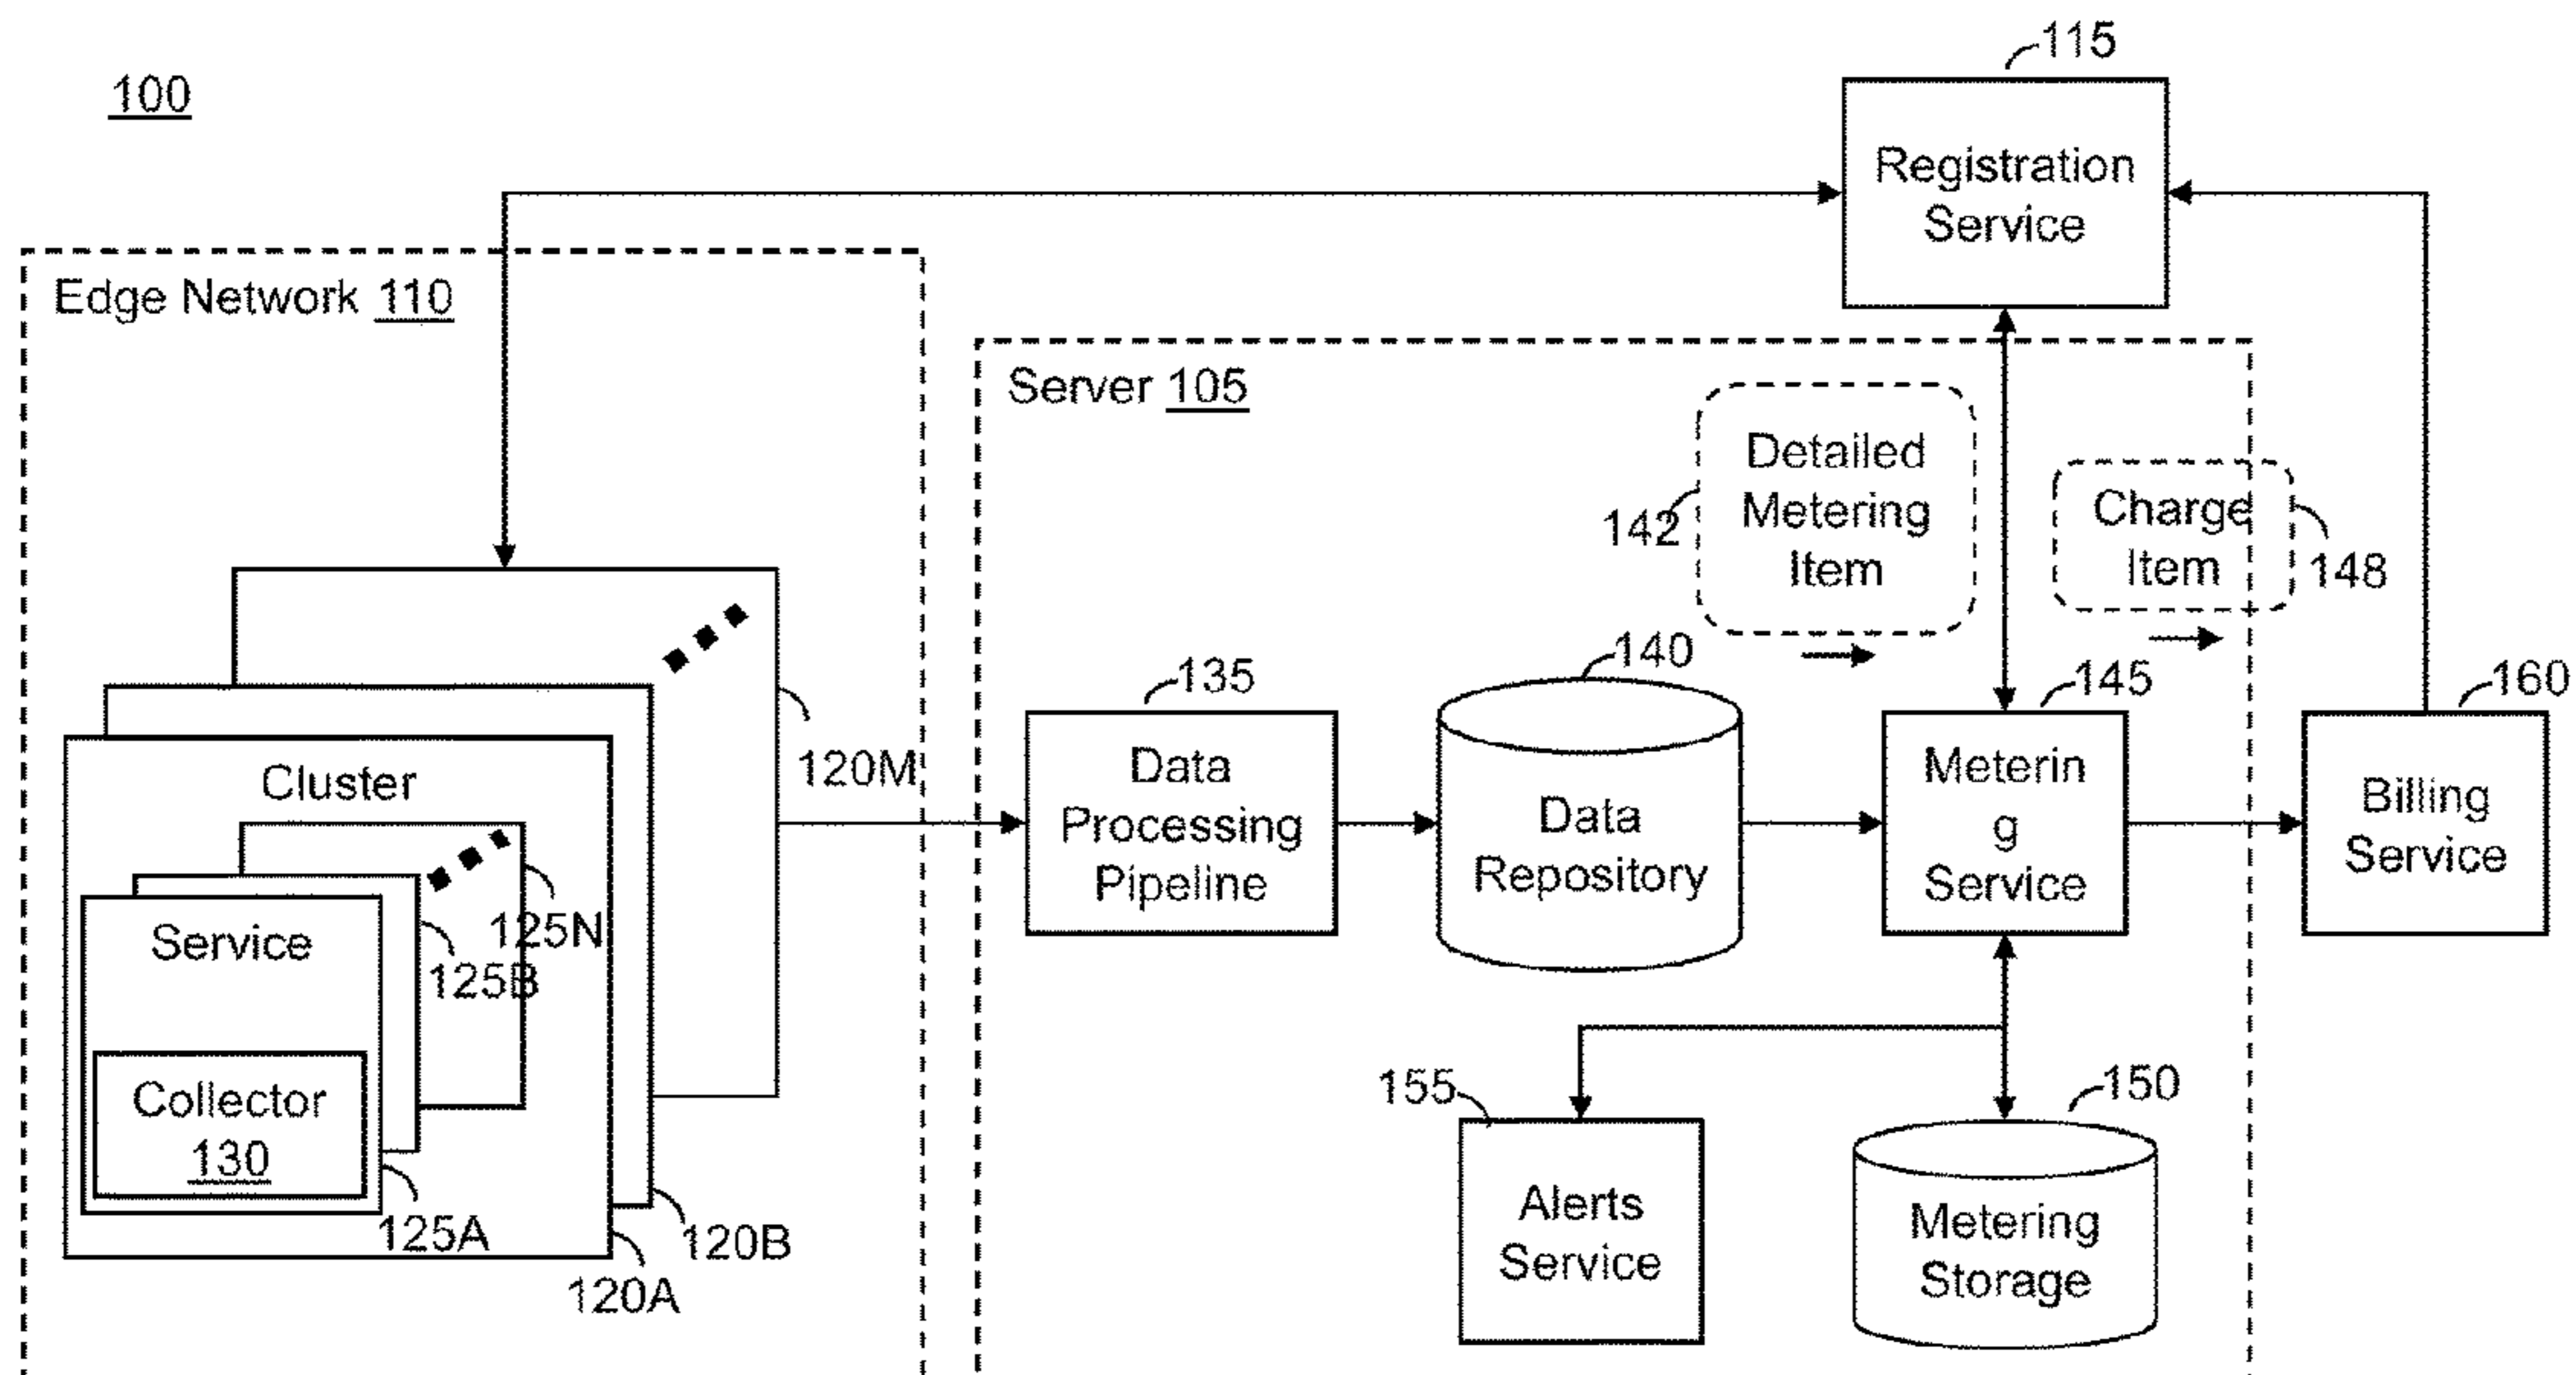 100
115
Registration
Service
Edge Network 110
Server 105
Detailed
Metering
Item
142
Charge
Item
148
120M
135
Data
Processing
Pipeline
140
Data
Repository
145
Meterin
g
Service
160
Billing
Service
Cluster
125N
125B
Service
Collector
130
125A
120B
120A
155
Alerts
Service
150
Metering
Storage